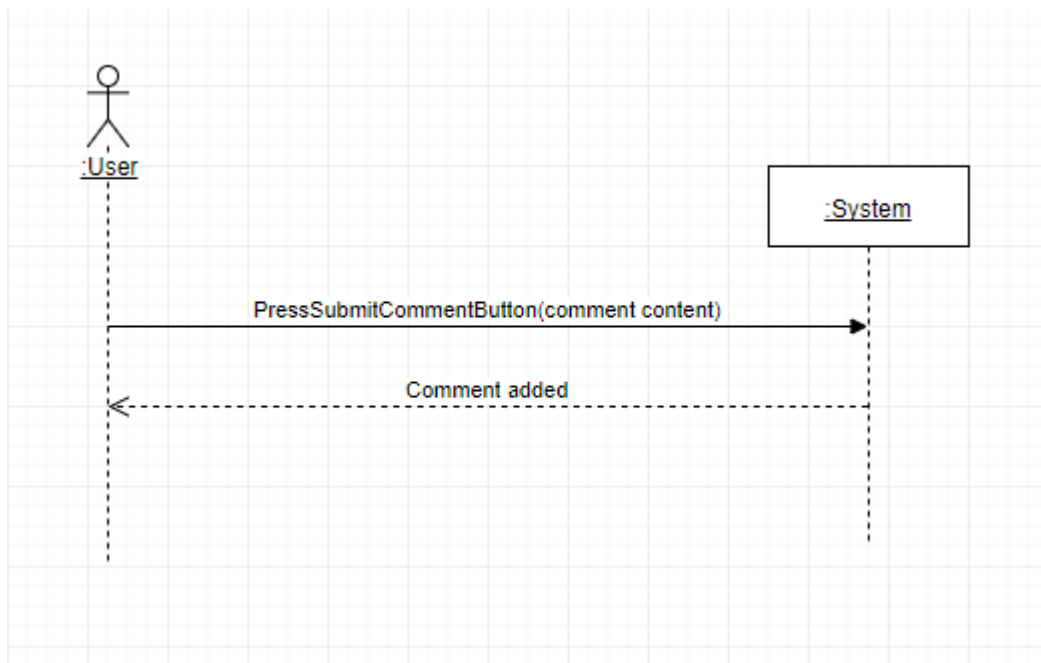 :User
:System
PressSubmitCommentButton(comment content)
Comment added